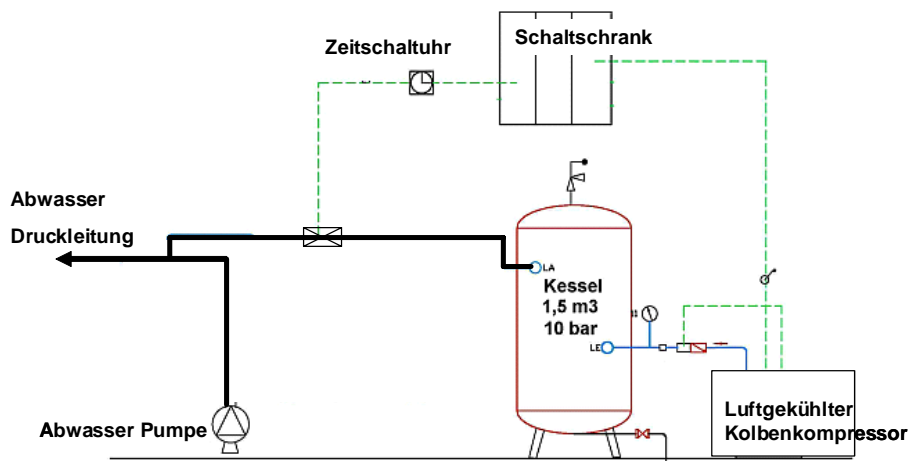 Zeitschaltuhr
Schaltschrank
Abwasser
Druckleitung
LA
Kessel
1,5 m3
10 bar
LE
Abwasser Pumpe
Luftgekühlter
Kolbenkompressor